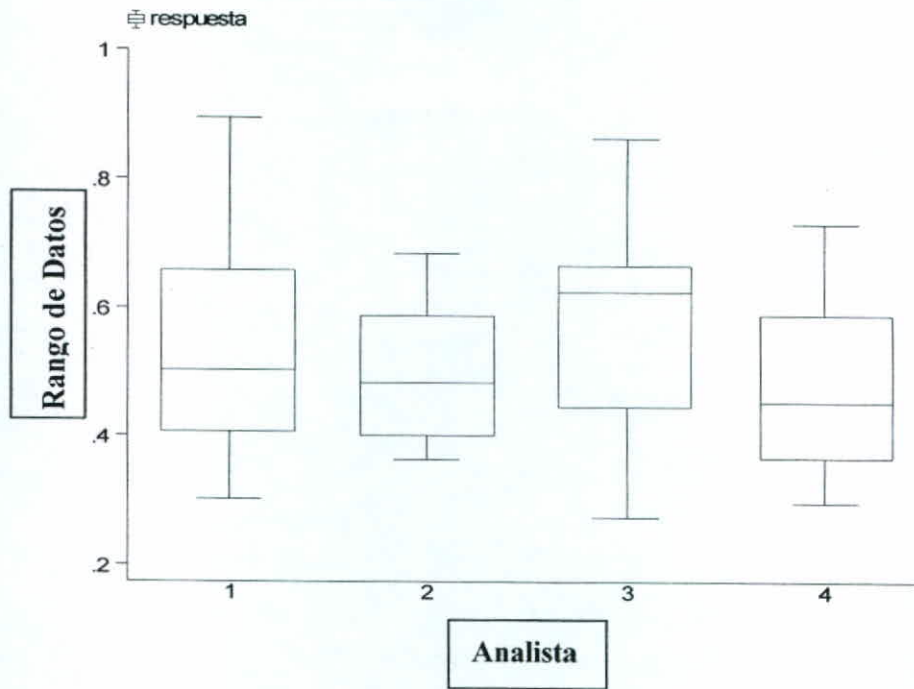 respuesta
1
.8
.6
.4
.2
Rango de Datos
1 2 3 4
Analista